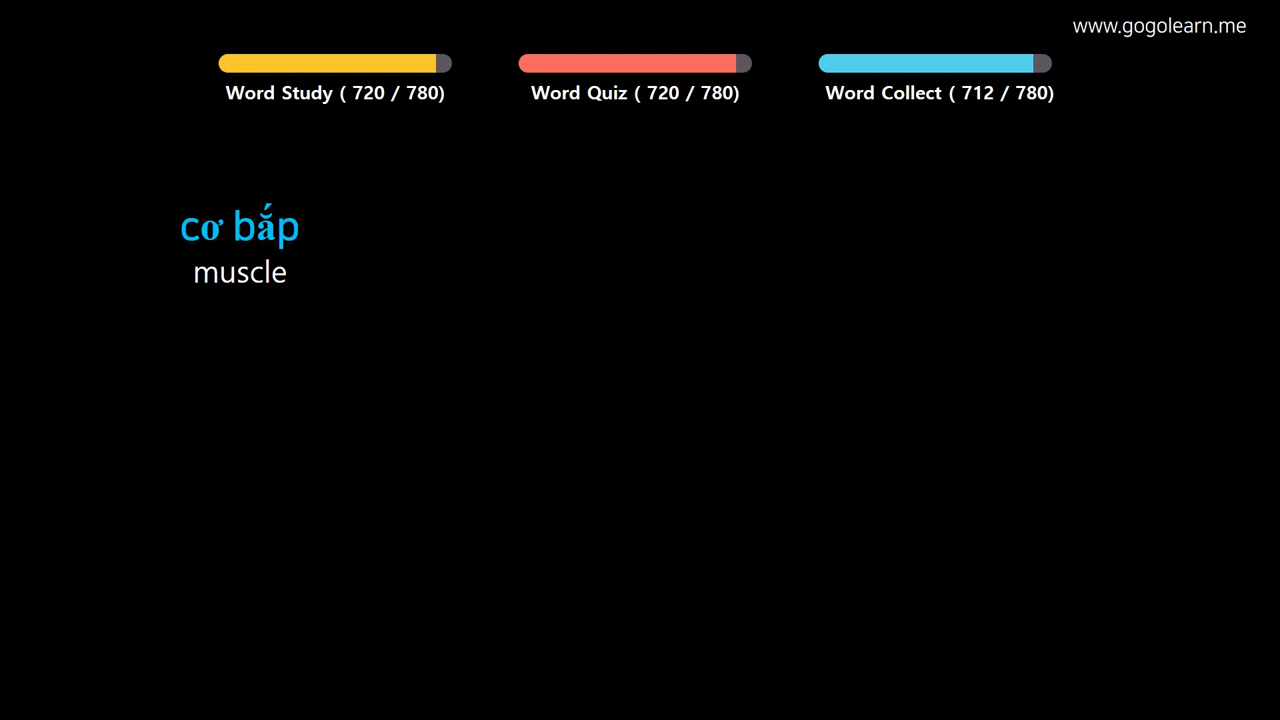 www.gogolearn.me
Word Study ( 720 / 780)
Word Quiz ( 720 / 780)
Word Collect ( 712 / 780)
cơ bắp
muscle